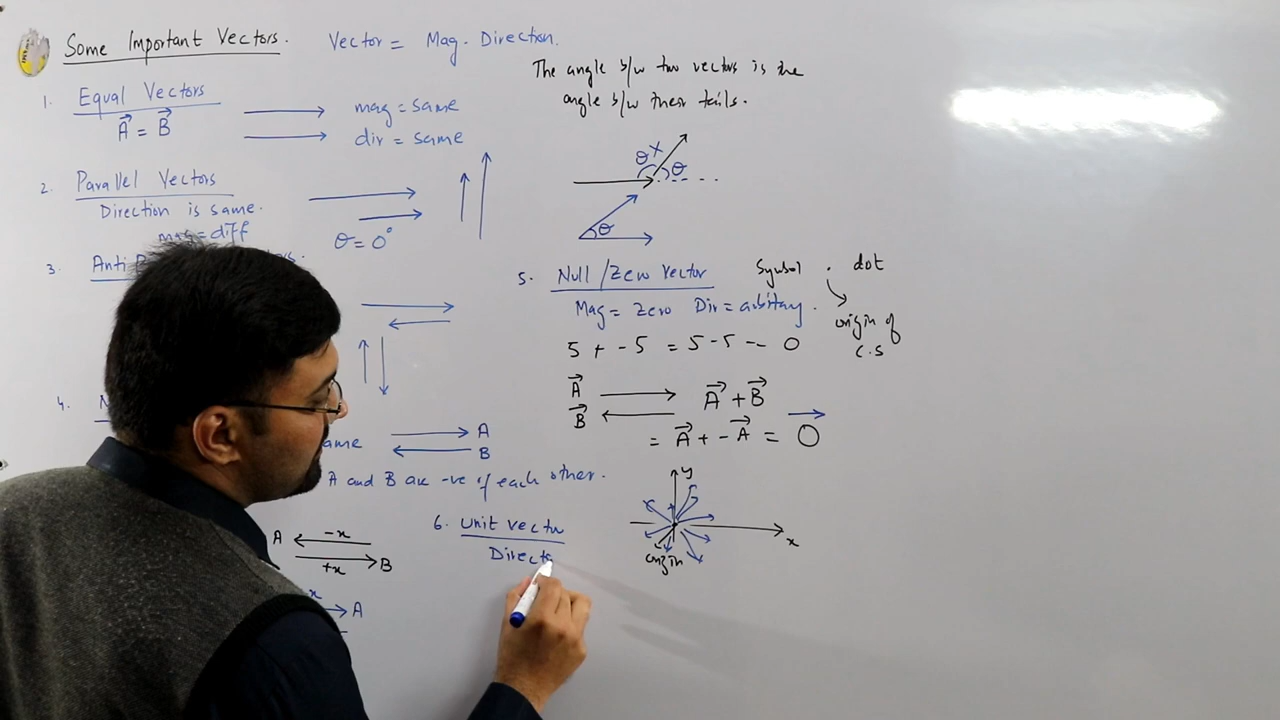 Some Important Vectors. Vector = Mag. Direction.
The angle b/w two vectors is the
angle b/w their tails.
1. Equal Vectors
A⃗ = B⃗
mag = same
dir = same
2. Parallel Vectors
Direction is same.
mag = diff
θ = 0°
θ x θ
θ
3. Anti
4. N
ame
A
B
A and B are -ve of each other.
A -x
+x B
x A
5. Null / Zero Vector Symbol . dot
Mag = Zero Dir = arbitary.
origin of
C.S
5 + -5 = 5-5 = 0
A⃗
B⃗
A⃗ + B⃗
= A⃗ + -A⃗ = 0⃗
y
x
origin
6. Unit Vector
Directi